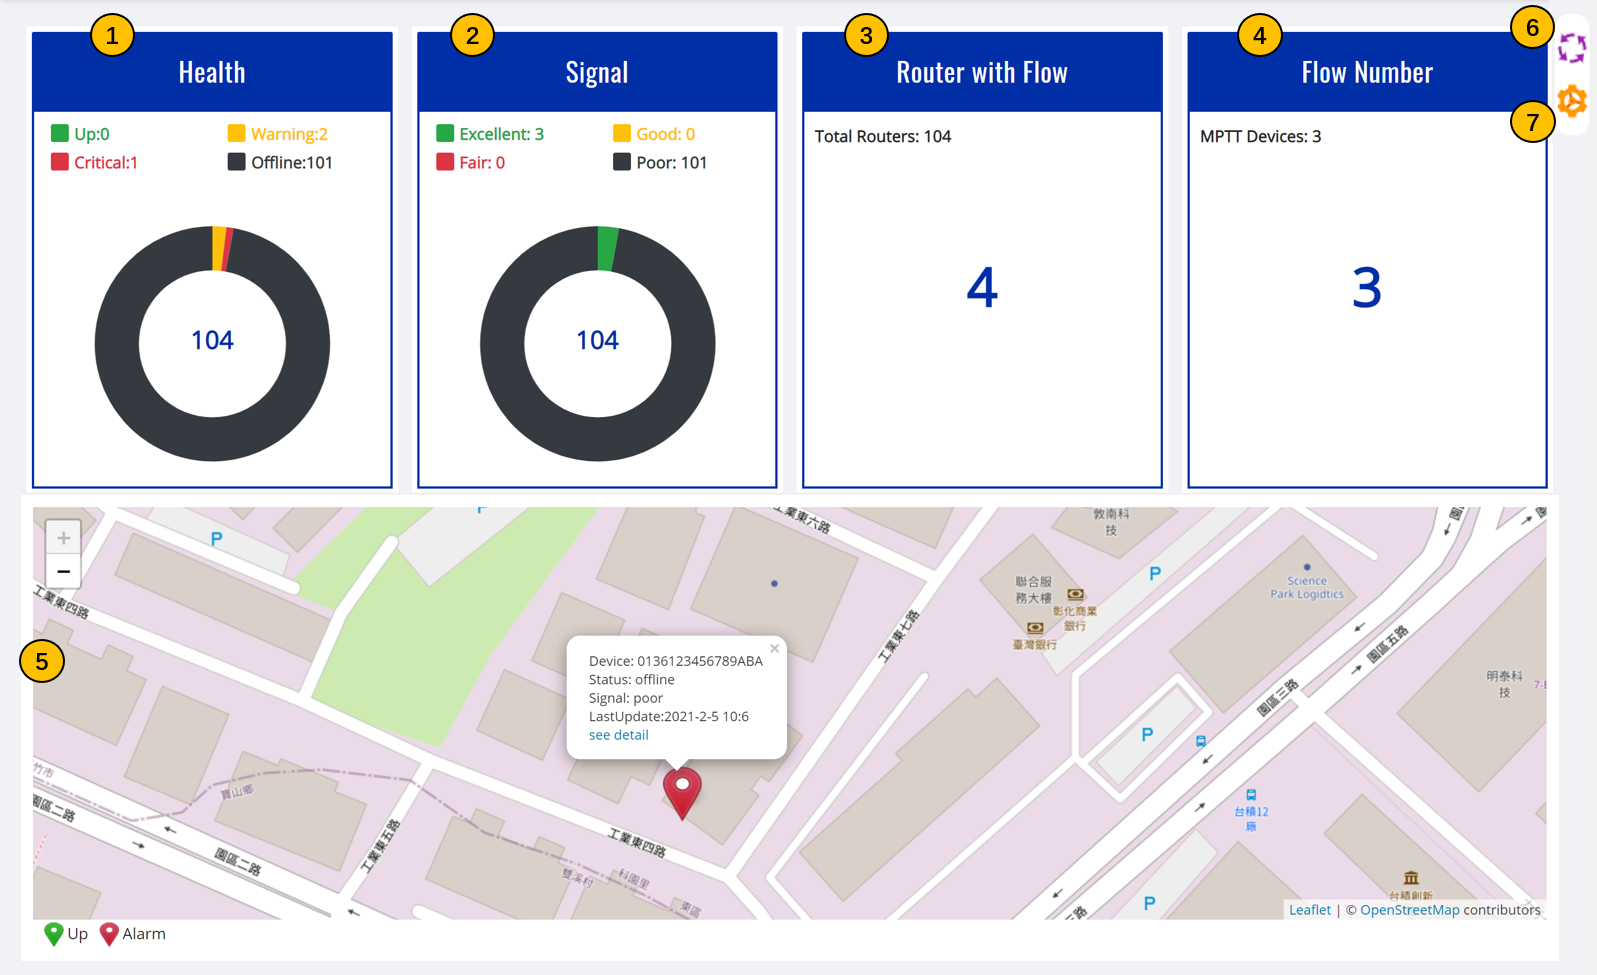 1
2
3
4
6
Health
Signal
Router with Flow
Flow Number
7
Up:0
Warning:2
Critical:1
Offline:101
104
Excellent: 3
Good: 0
Fair: 0
Poor: 101
104
Total Routers: 104
4
MPTT Devices: 3
3
5
+
−
P
P
工業東六路
敦南科
技
P
聯合服
務大樓
彰化商業
銀行
臺灣銀行
Science
Park Logidtics
工業東四路
工業東七路
園區五路
園區三路
明泰科
技
7-E
Device: 0136123456789ABA
×
Status: offline
Signal: poor
LastUpdate:2021-2-5 10:6
see detail
P
竹市
寶山鄉
園區二路
園區二路
工業東五路
工業東四路
雙溪村
科園里
東區
台積12
廠
P
台積創新
Leaflet | © OpenStreetMap contributors
Up
Alarm